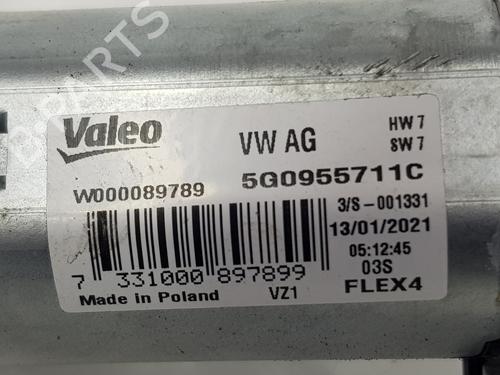 Valeo
VW AG
HW 7
SW 7
W000089789
5G0955711C
3/S-001331
13/01/2021
05:12:45
03S
FLEX4
7 331000 897899
Made in Poland
VZ1
B-PARTS